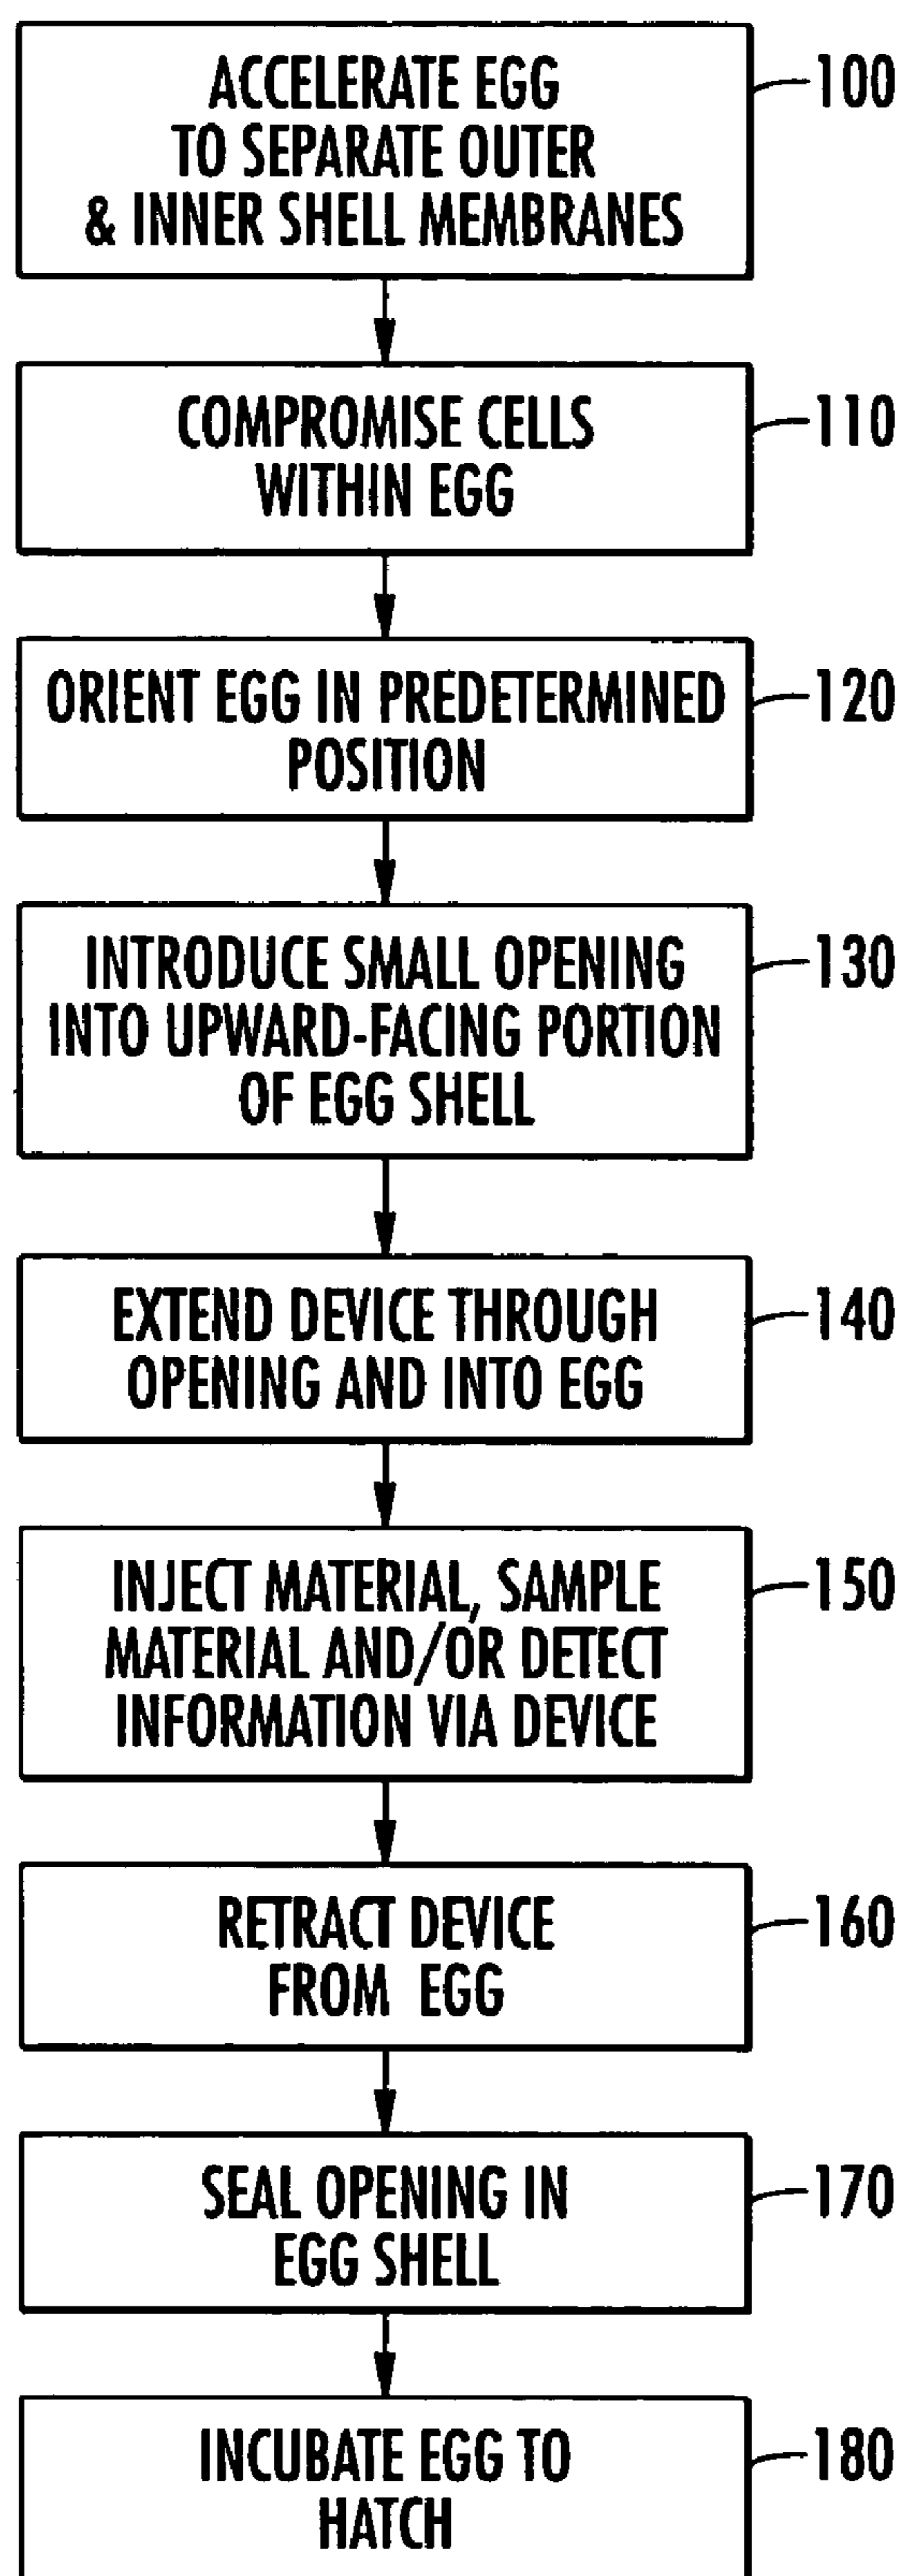 ACCELERATE EGG
TO SEPARATE OUTER
& INNER SHELL MEMBRANES
100
COMPROMISE CELLS
WITHIN EGG
110
ORIENT EGG IN PREDETERMINED
POSITION
120
INTRODUCE SMALL OPENING
INTO UPWARD-FACING PORTION
OF EGG SHELL
130
EXTEND DEVICE THROUGH
OPENING AND INTO EGG
140
INJECT MATERIAL, SAMPLE
MATERIAL AND/OR DETECT
INFORMATION VIA DEVICE
150
RETRACT DEVICE
FROM EGG
160
SEAL OPENING IN
EGG SHELL
170
INCUBATE EGG TO
HATCH
180